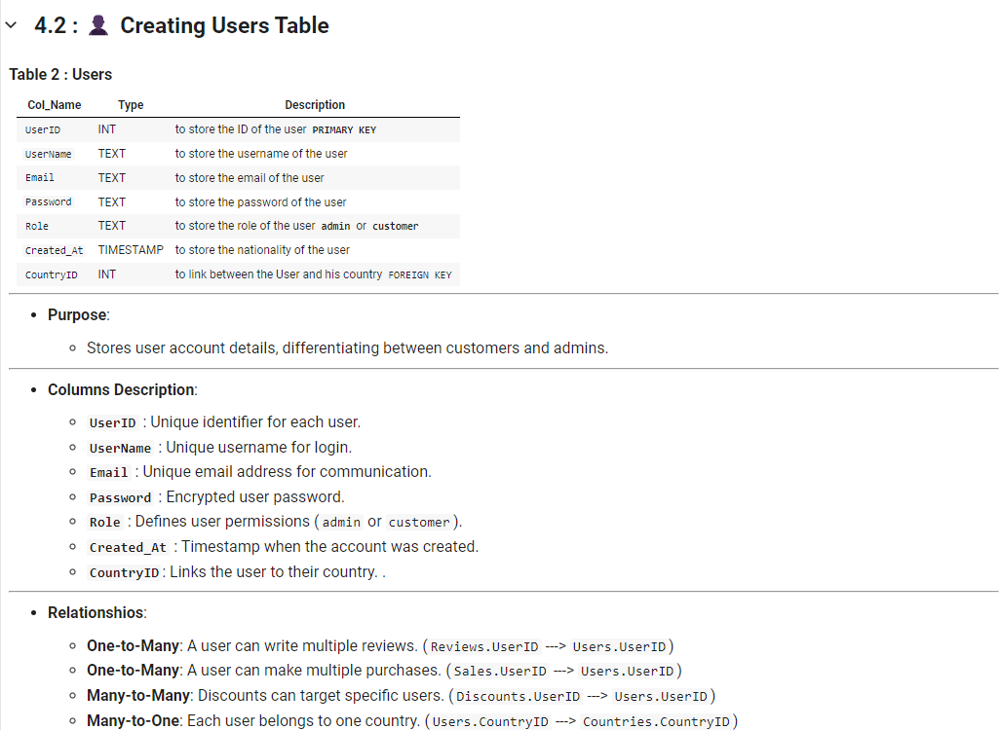 4.2 : 👤 Creating Users Table
Table 2 : Users
Col_Name Type Description
UserID INT to store the ID of the user PRIMARY KEY
UserName TEXT to store the username of the user
Email TEXT to store the email of the user
Password TEXT to store the password of the user
Role TEXT to store the role of the user admin or customer
Created_At TIMESTAMP to store the nationality of the user
CountryID INT to link between the User and his country FOREIGN KEY
• Purpose:
◦ Stores user account details, differentiating between customers and admins.
• Columns Description:
◦ UserID : Unique identifier for each user.
◦ UserName : Unique username for login.
◦ Email : Unique email address for communication.
◦ Password : Encrypted user password.
◦ Role : Defines user permissions ( admin or customer ).
◦ Created_At : Timestamp when the account was created.
◦ CountryID : Links the user to their country. .
• Relationshios:
◦ One-to-Many: A user can write multiple reviews. ( Reviews.UserID ---> Users.UserID )
◦ One-to-Many: A user can make multiple purchases. ( Sales.UserID ---> Users.UserID )
◦ Many-to-Many: Discounts can target specific users. ( Discounts.UserID ---> Users.UserID )
◦ Many-to-One: Each user belongs to one country. ( Users.CountryID ---> Countries.CountryID )